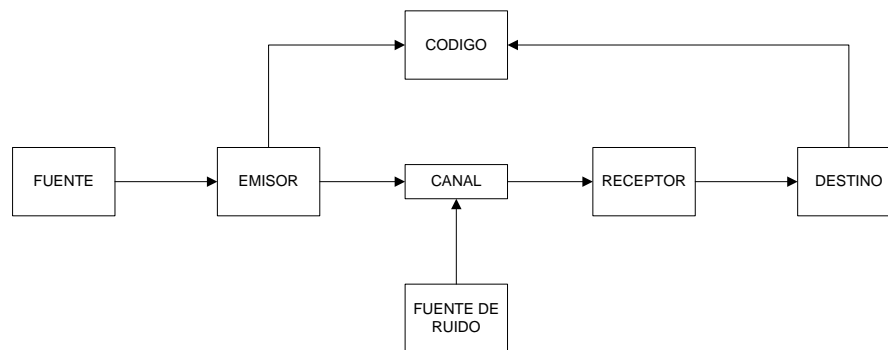 CODIGO
FUENTE
EMISOR
CANAL
RECEPTOR
DESTINO
FUENTE DE
RUIDO